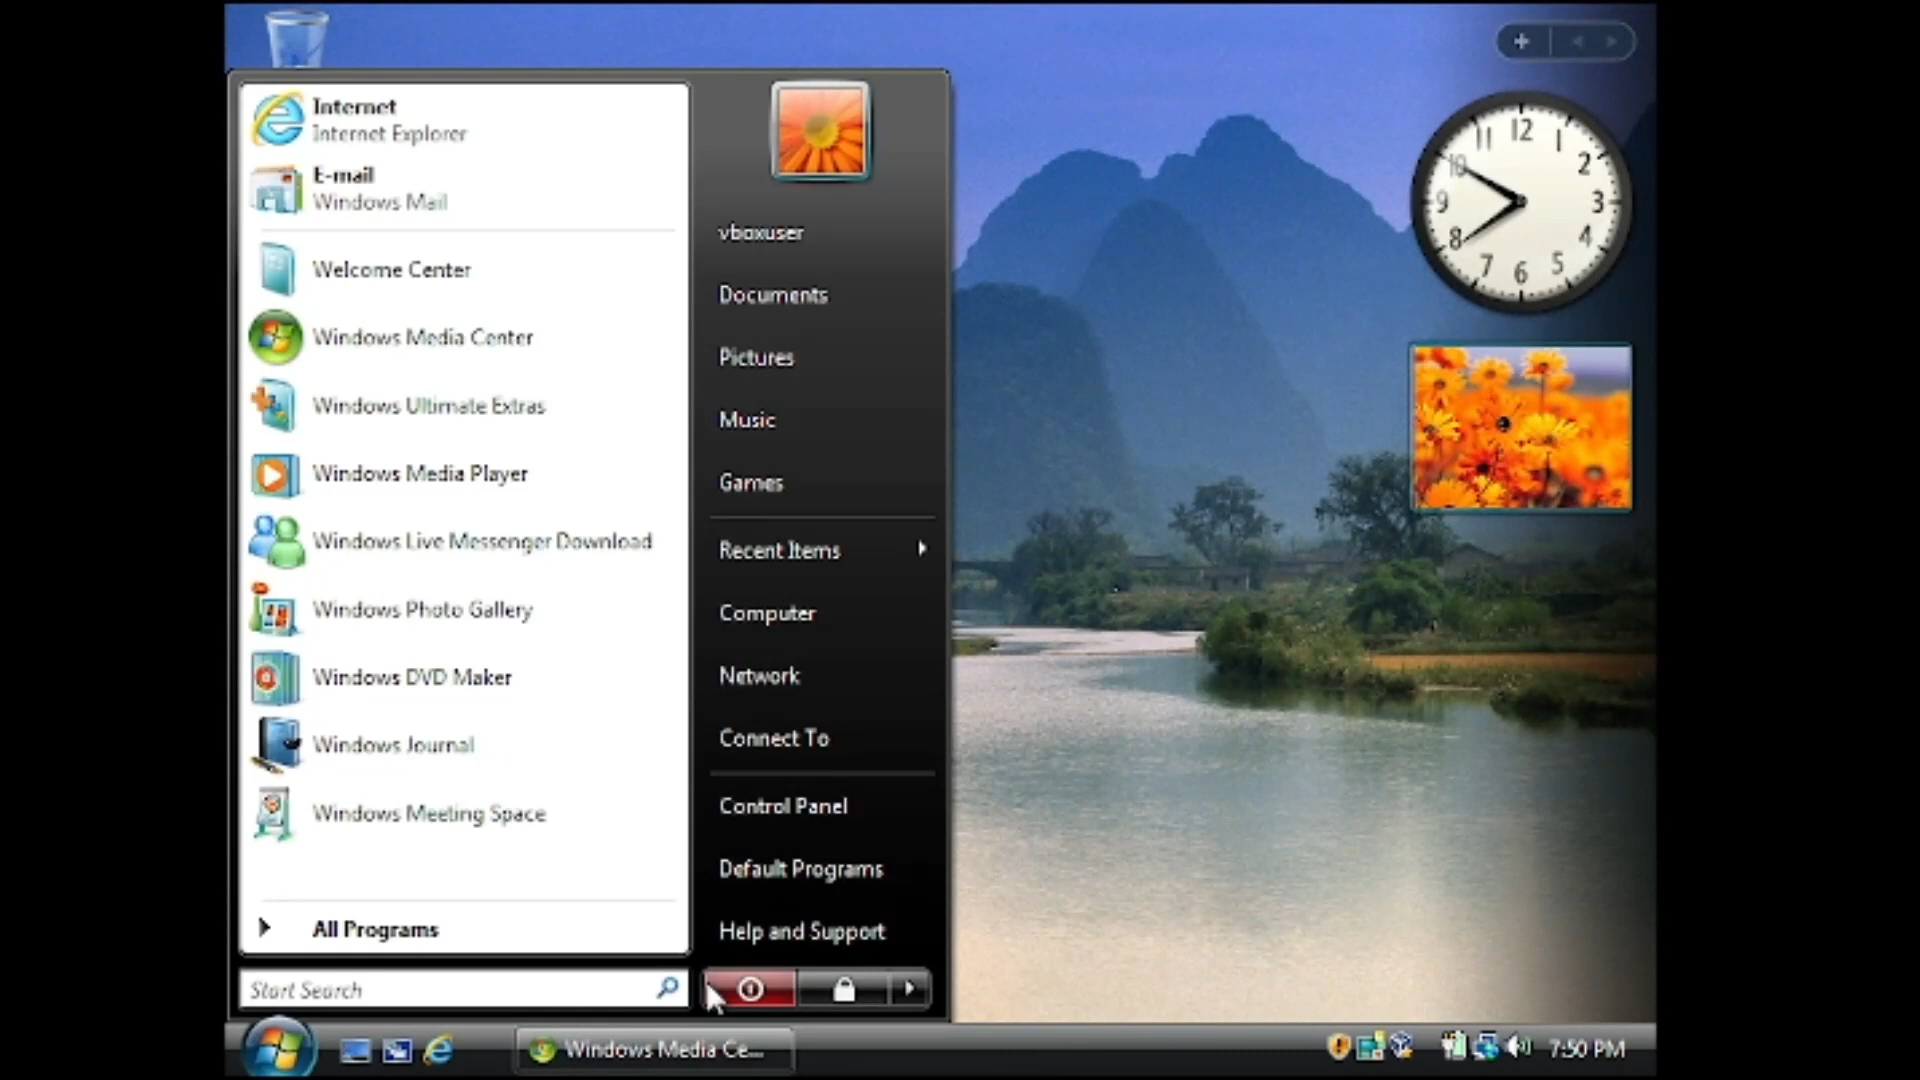 Internet
Internet Explorer
E-mail
Windows Mail
Welcome Center
Windows Media Center
Windows Ultimate Extras
Windows Media Player
Windows Live Messenger Download
Windows Photo Gallery
Windows DVD Maker
Windows Journal
Windows Meeting Space
All Programs
Start Search
vboxuser
Documents
Pictures
Music
Games
Recent Items
Computer
Network
Connect To
Control Panel
Default Programs
Help and Support
12
1
2
3
4
5
6
7
8
9
10
11
Windows Media Ce...
7:50 PM